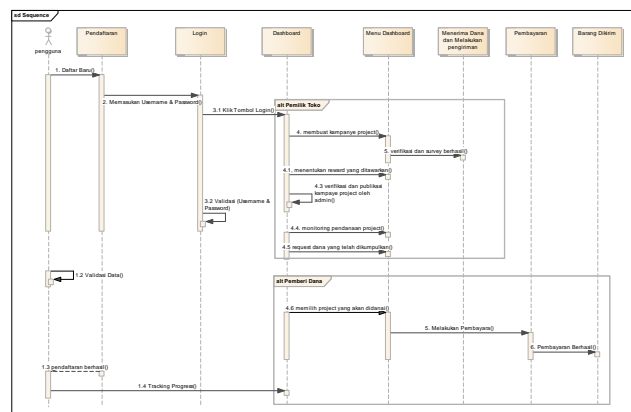 sd Sequence
pengguna
Pendaftaran
Login
Dashboard
Menu Dashboard
Menerima Dana
dan Melakukan
pengiriman
Pembayaran
Barang Dikirim
1. Daftar Baru()
2. Memasukan Username & Password()
3.1 Klik Tombol Login()
alt Pemilik Toko
4. membuat kampanye project()
5. verifikasi dan survey berhasil()
4.1. menentukan reward yang ditawarkan()
4.3 verifikasi dan publikasi
kampaye project oleh
admin()
3.2 Validasi (Username &
Password)
4.4. monitoring pendanaan project()
4.5 request dana yang telah dikumpulkan()
1.2 Validasi Data()
alt Pemberi Dana
4.6 memilih project yang akan didanai()
5. Melakukan Pembayara()
6. Pembayaran Berhasil()
1.3 pendaftaran berhasil()
1.4 Tracking Progress()